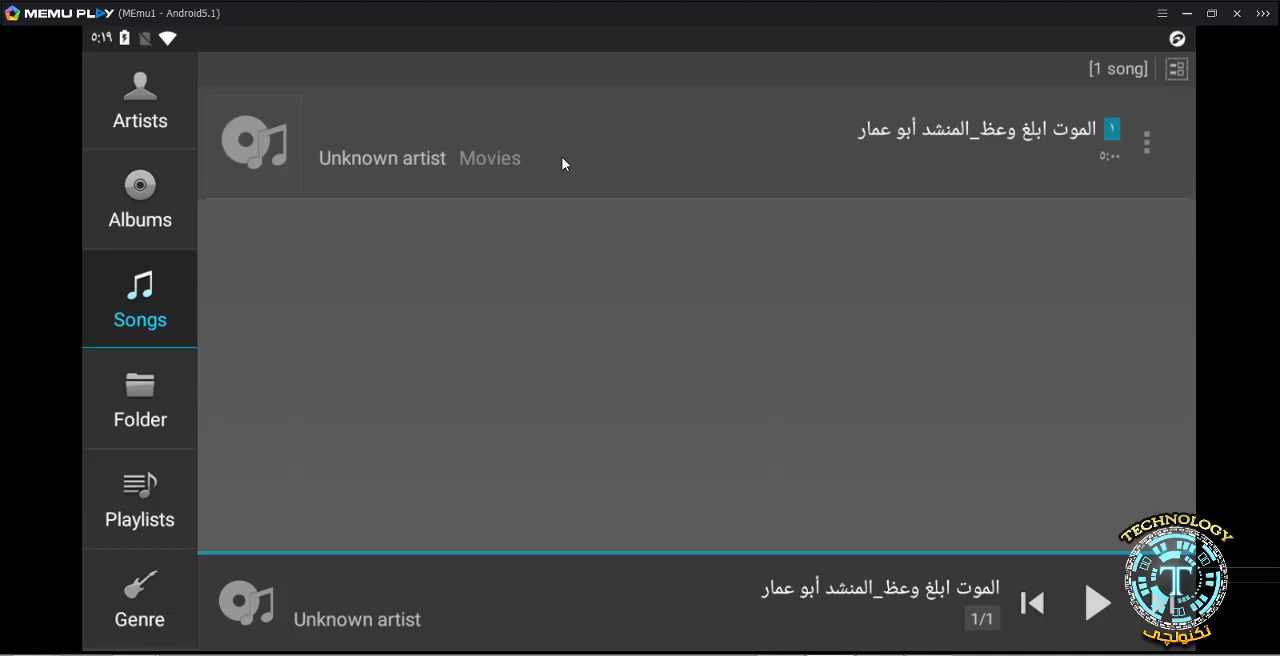 MEMU PLAY (MEmu1 - Android5.1)
٥:١٩
Artists
Albums
Songs
Folder
Playlists
Genre
[1 song]
١ الموت ابلغ وعظ_المنشد أبو عمار
Unknown artist Movies
٥:٠٠
الموت ابلغ وعظ_المنشد أبو عمار
Unknown artist
1/1
TECHNOLOGY
T
تكنولچى